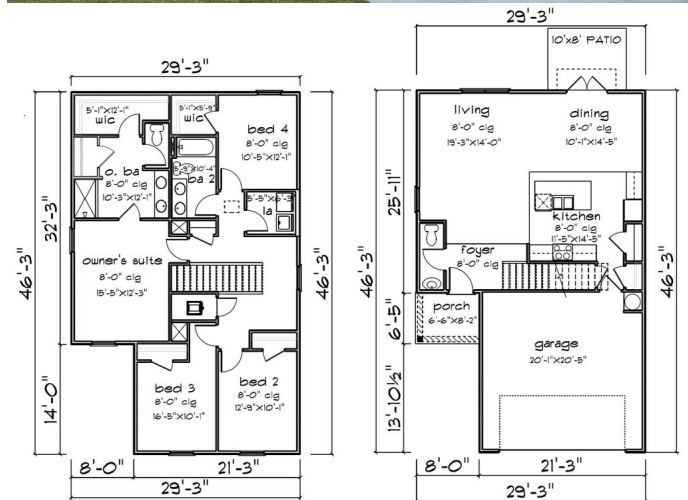 29'-3"
5'-1"X12'-1"
wic
wic
bed 4
8'-0" clg
10'-5"X12'-1"
o. ba
8'-0" clg
10'-3"X12'-3"
ba 2
la
owner's suite
8'-0" clg
15'-5"X12'-3"
bed 3
8'-0" clg
16'-5"X10'-1"
bed 2
8'-0" clg
12'-9"X10'-1"
46'-3"
32'-3"
14'-0"
46'-3"
8'-0"
21'-3"
29'-3"
29'-3"
10'x8' PATIO
living
8'-0" clg
19'-3"X14'-0"
dining
8'-0" clg
10'-1"X14'-5"
kitchen
8'-0" clg
11'-5"X14'-5"
foyer
8'-0" clg
porch
6'-6"X8'-2"
garage
20'-1"X20'-5"
46'-3"
25'-11"
6'-5"
13'-10½"
46'-3"
8'-0"
21'-3"
29'-3"